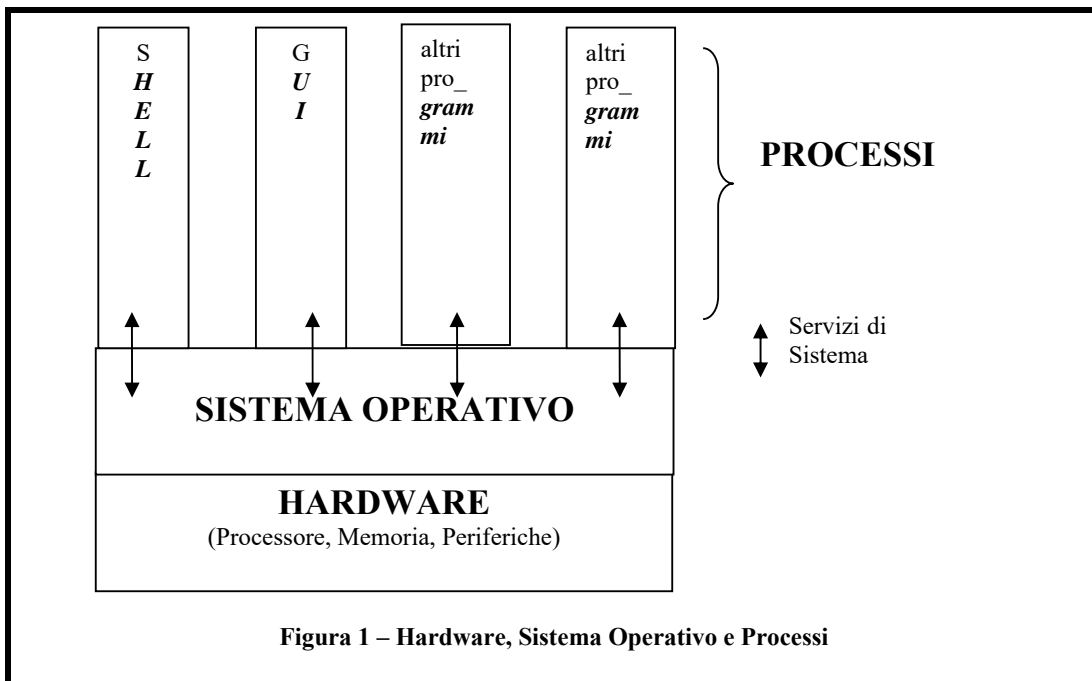 S
H
E
L
L
G
U
I
altri
pro_
gram
mi
altri
pro_
gram
mi
PROCESSI
Servizi di
Sistema
SISTEMA OPERATIVO
HARDWARE
(Processore, Memoria, Periferiche)
Figura 1 – Hardware, Sistema Operativo e Processi